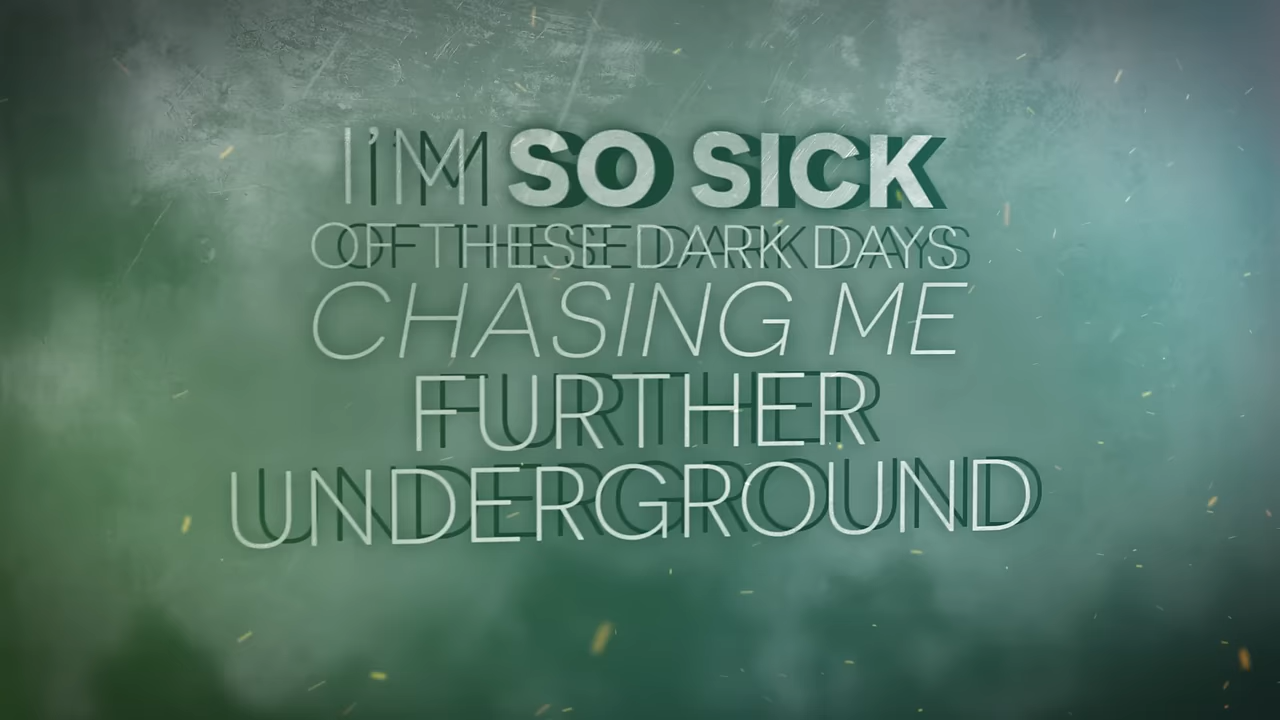 I'M SO SICK
OF THESE DARK DAYS
CHASING ME
FURTHER
UNDERGROUND